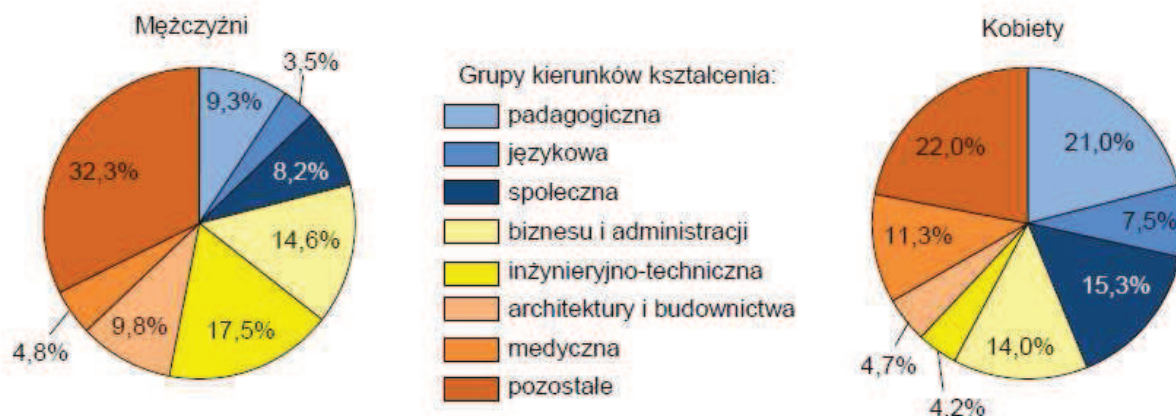 Mężczyźni
3,5%
9,3%
32,3%
8,2%
14,6%
17,5%
9,8%
4,8%
Grupy kierunków kształcenia:
padagogiczna
językowa
społeczna
biznesu i administracji
inżynieryjno-techniczna
architektury i budownictwa
medyczna
pozostałe
Kobiety
22,0%
21,0%
7,5%
11,3%
15,3%
14,0%
4,7%
4,2%